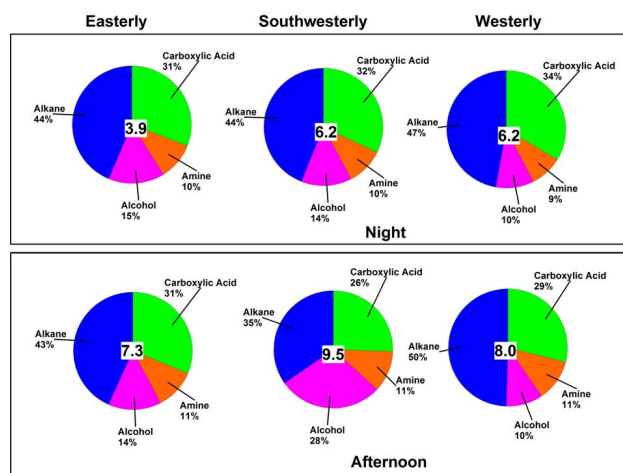 Easterly
Southwesterly
Westerly
Carboxylic Acid
31%
Alkane
44%
3.9
Amine
10%
Alcohol
15%
Carboxylic Acid
32%
Alkane
44%
6.2
Amine
10%
Alcohol
14%
Carboxylic Acid
34%
Alkane
47%
6.2
Amine
9%
Alcohol
10%
Night
Carboxylic Acid
31%
Alkane
43%
7.3
Amine
11%
Alcohol
14%
Carboxylic Acid
26%
Alkane
35%
9.5
Amine
11%
Alcohol
28%
Carboxylic Acid
29%
Alkane
50%
8.0
Amine
11%
Alcohol
10%
Afternoon